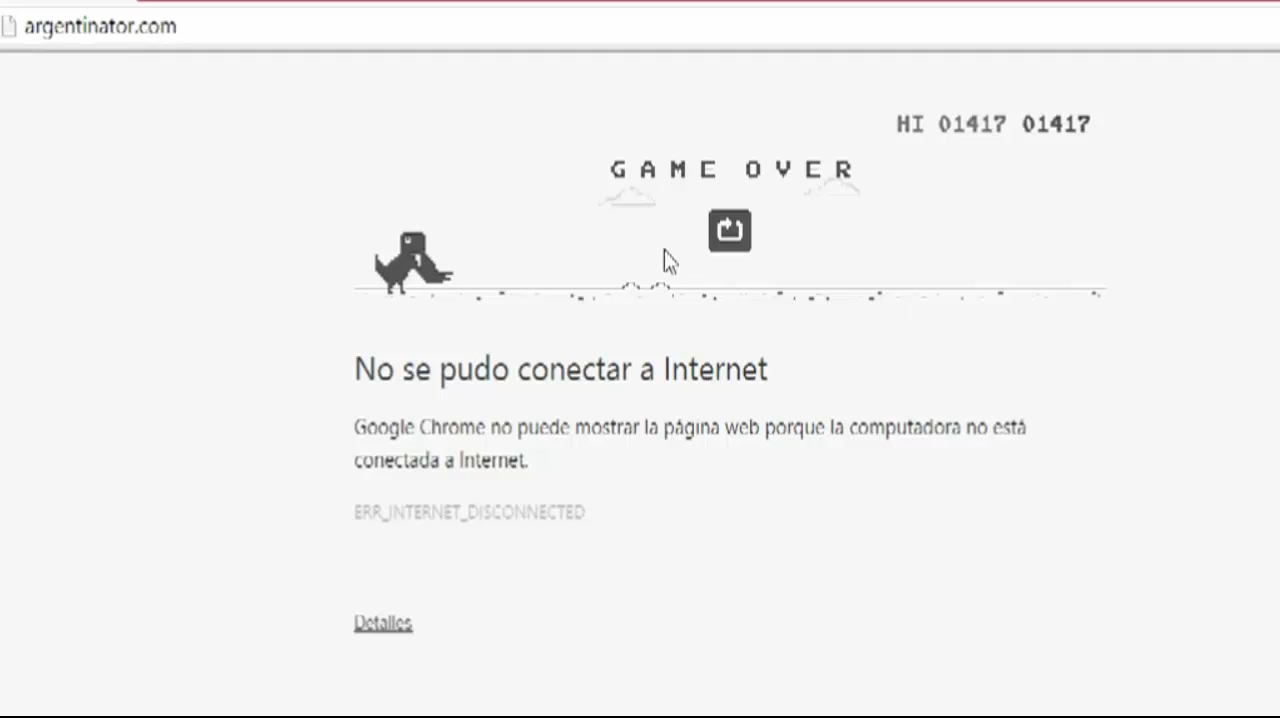 argentinator.com
HI 01417 01417
GAME OVER
No se pudo conectar a Internet
Google Chrome no puede mostrar la página web porque la computadora no está
conectada a Internet.
ERR_INTERNET_DISCONNECTED
Detalles